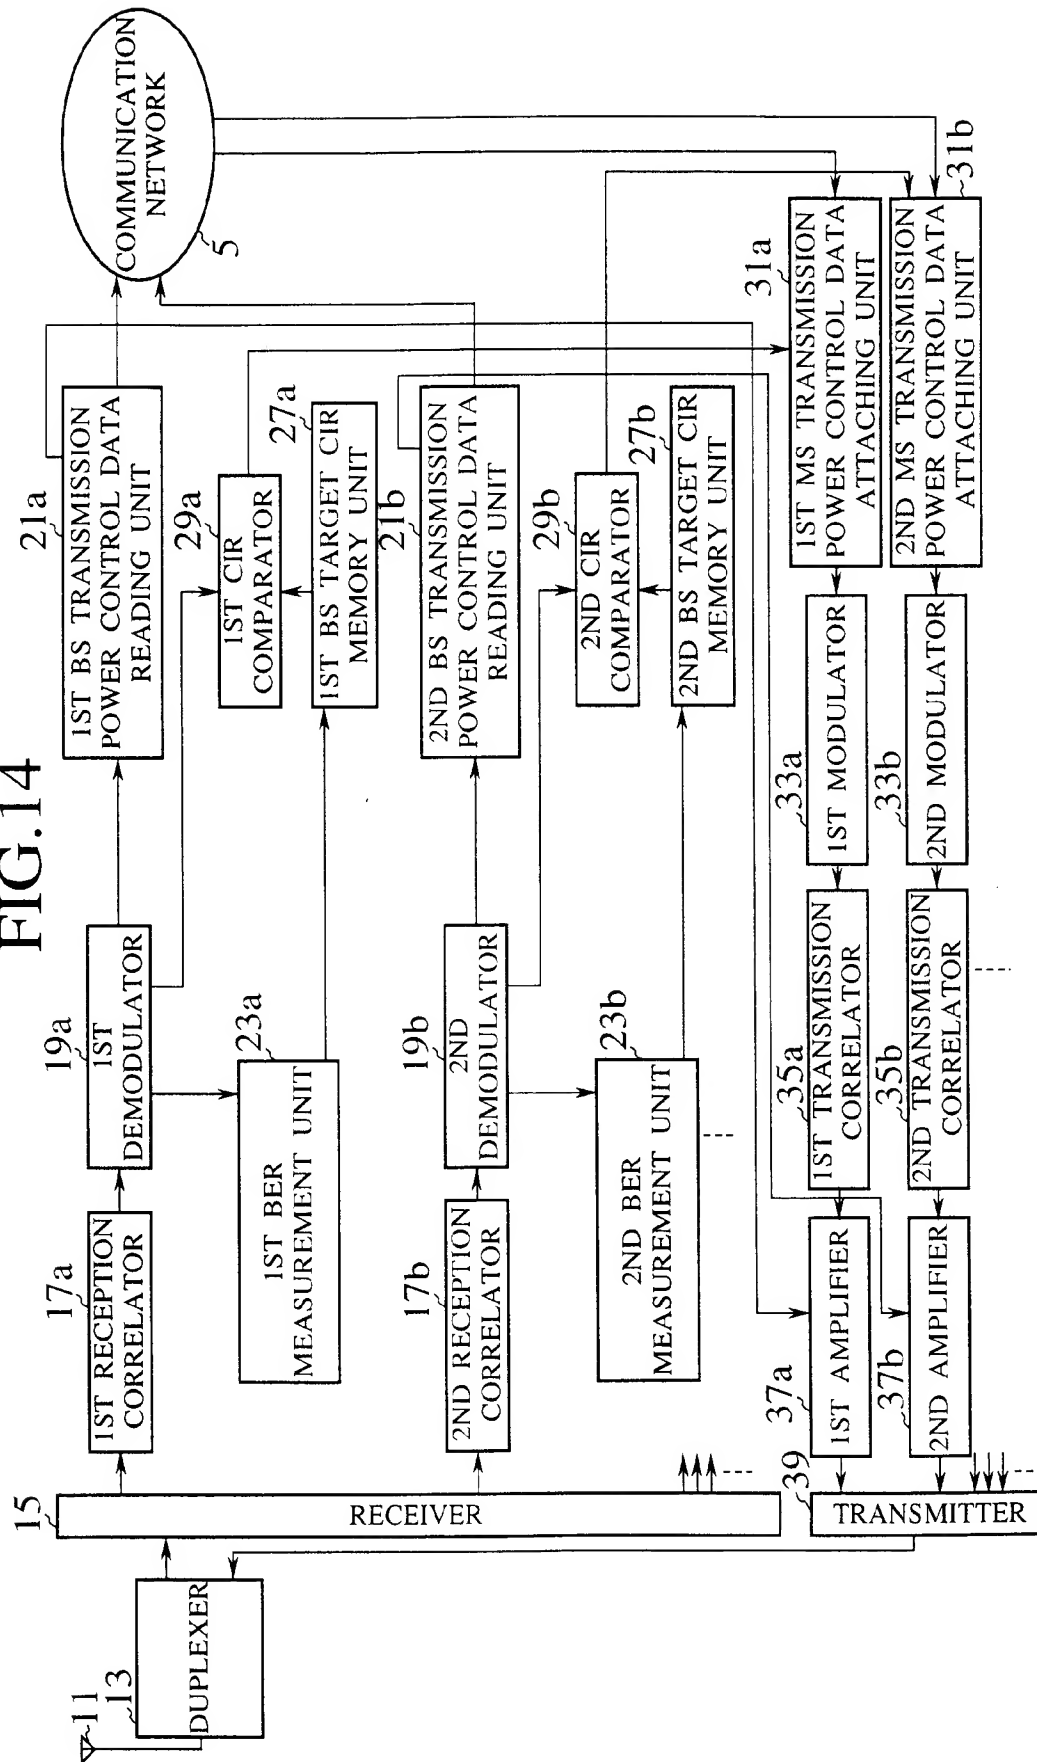 FIG.14
11
13
DUPLEXER
15
RECEIVER
17a
1ST RECEPTION
CORRELATOR
19a
1ST
DEMODULATOR
21a
1ST BS TRANSMISSION
POWER CONTROL DATA
READING UNIT
COMMUNICATION
NETWORK
5
23a
1ST BER
MEASUREMENT UNIT
29a
1ST CIR
COMPARATOR
27a
1ST BS TARGET CIR
MEMORY UNIT
17b
2ND RECEPTION
CORRELATOR
19b
2ND
DEMODULATOR
21b
2ND BS TRANSMISSION
POWER CONTROL DATA
READING UNIT
23b
2ND BER
MEASUREMENT UNIT
29b
2ND CIR
COMPARATOR
27b
2ND BS TARGET CIR
MEMORY UNIT
39
TRANSMITTER
37a
1ST AMPLIFIER
35a
1ST TRANSMISSION
CORRELATOR
33a
1ST MODULATOR
31a
1ST MS TRANSMISSION
POWER CONTROL DATA
ATTACHING UNIT
37b
2ND AMPLIFIER
35b
2ND TRANSMISSION
CORRELATOR
33b
2ND MODULATOR
31b
2ND MS TRANSMISSION
POWER CONTROL DATA
ATTACHING UNIT